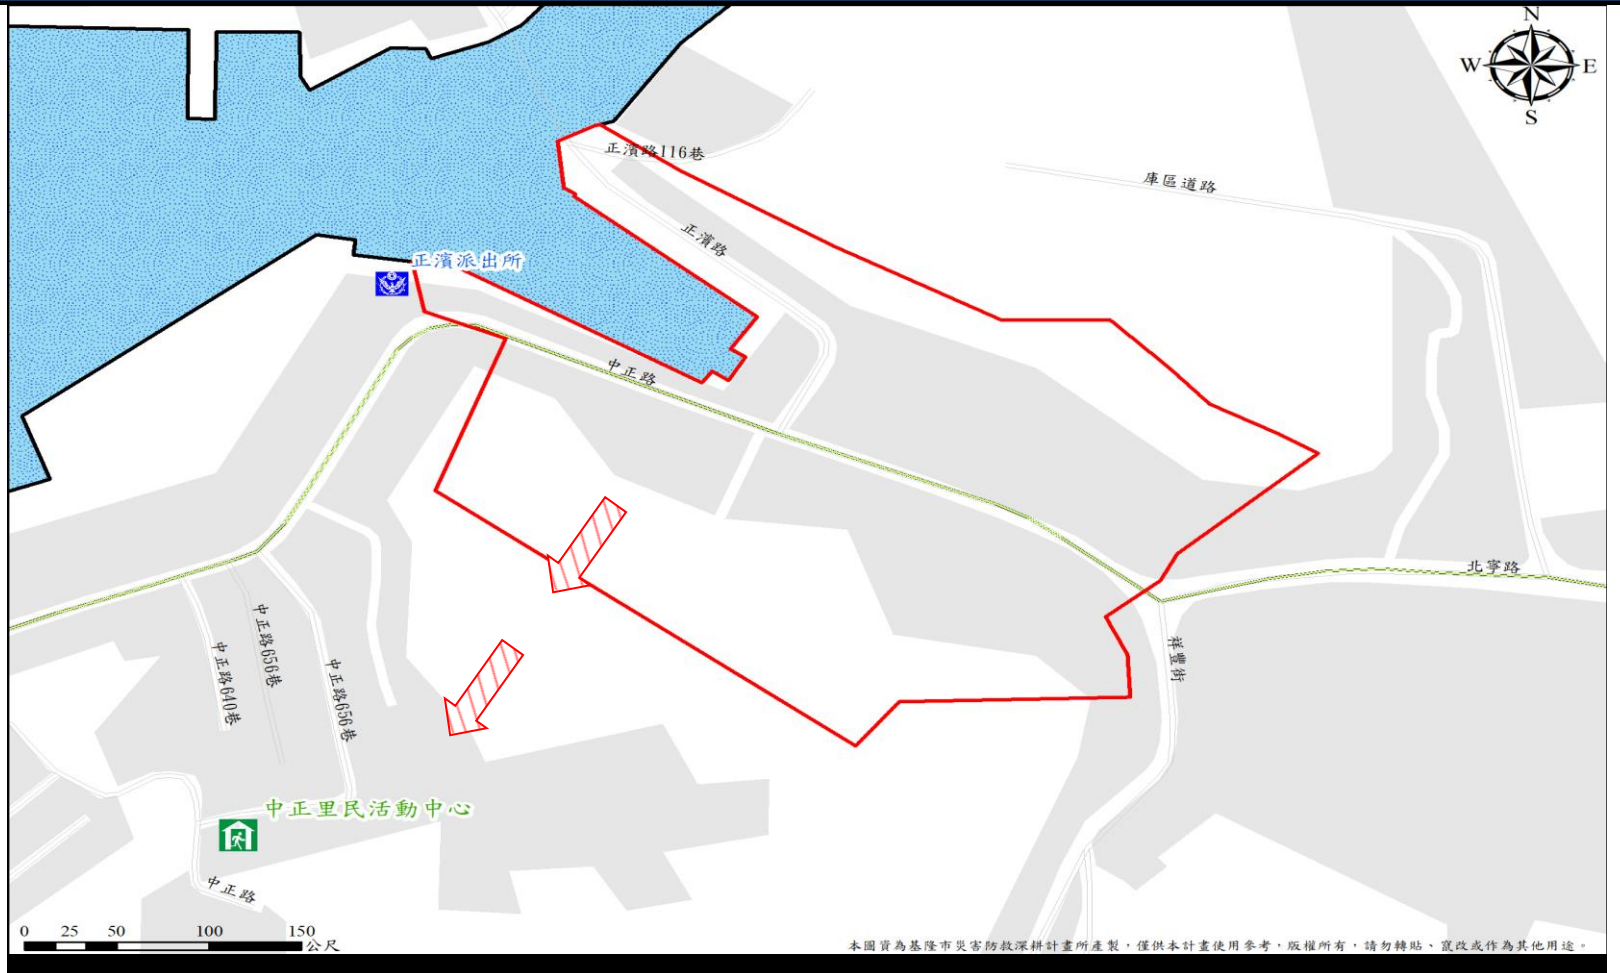 N
W
E
S
正濱路116巷
庫區道路
正濱路
正濱派出所
中正路
北寧路
祥豐街
中正路656巷
中正路640巷
中正路656巷
中正里民活動中心
中正路
0 25 50 100 150
公尺
本圖資為基隆市災害防救深耕計畫所產製，僅供本計畫使用參考，版權所有，請勿轉貼、竄改或作為其他用途。